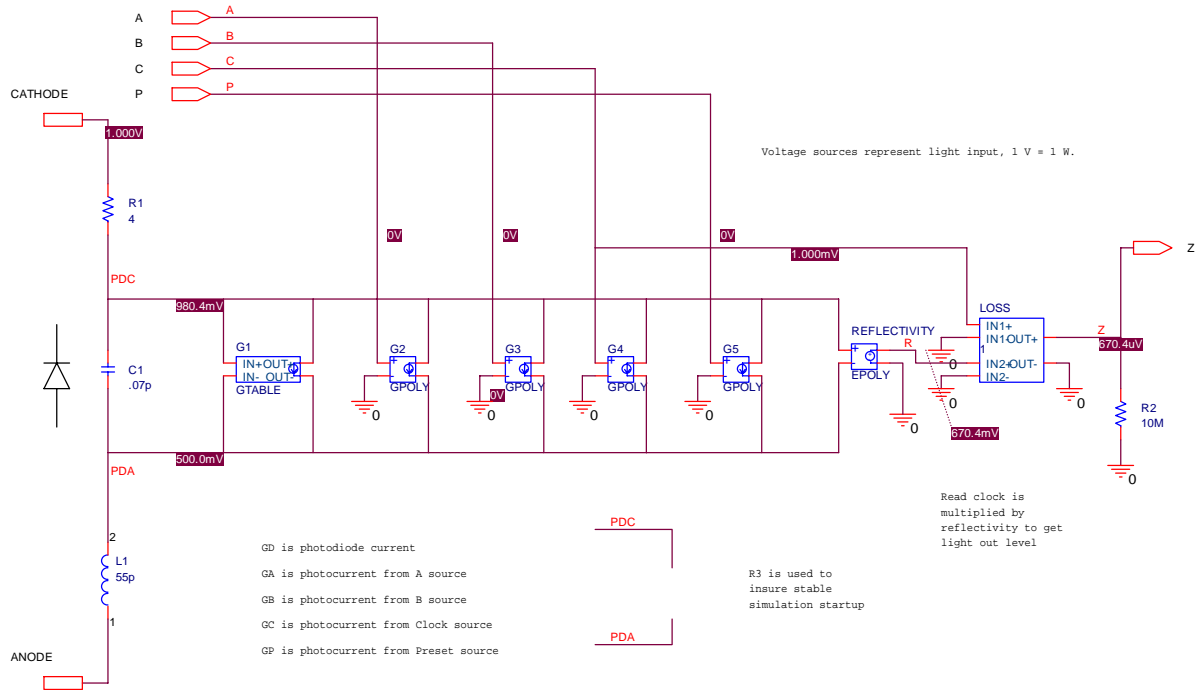 A
A
B
B
C
C
P
P
CATHODE
1.000V
Voltage sources represent light input, 1 V = 1 W.
R1
4
0V
0V
0V
1.000mV
Z
PDC
980.4mV
LOSS
G1
IN+OUT+
IN- OUT-
GTABLE
G2
GPOLY
0
G3
GPOLY
0V
0
G4
GPOLY
0
G5
GPOLY
0
REFLECTIVITY
R
EPOLY
0
IN1+
IN1-OUT+
1
IN2+OUT-
IN2-
0
0
0
Z
670.4uV
670.4mV
C1
.07p
R2
10M
0
500.0mV
PDA
Read clock is
multiplied by
reflectivity to get
light out level
2
L1
55p
1
GD is photodiode current
GA is photocurrent from A source
GB is photocurrent from B source
GC is photocurrent from Clock source
GP is photocurrent from Preset source
PDC
PDA
R3 is used to
insure stable
simulation startup
ANODE